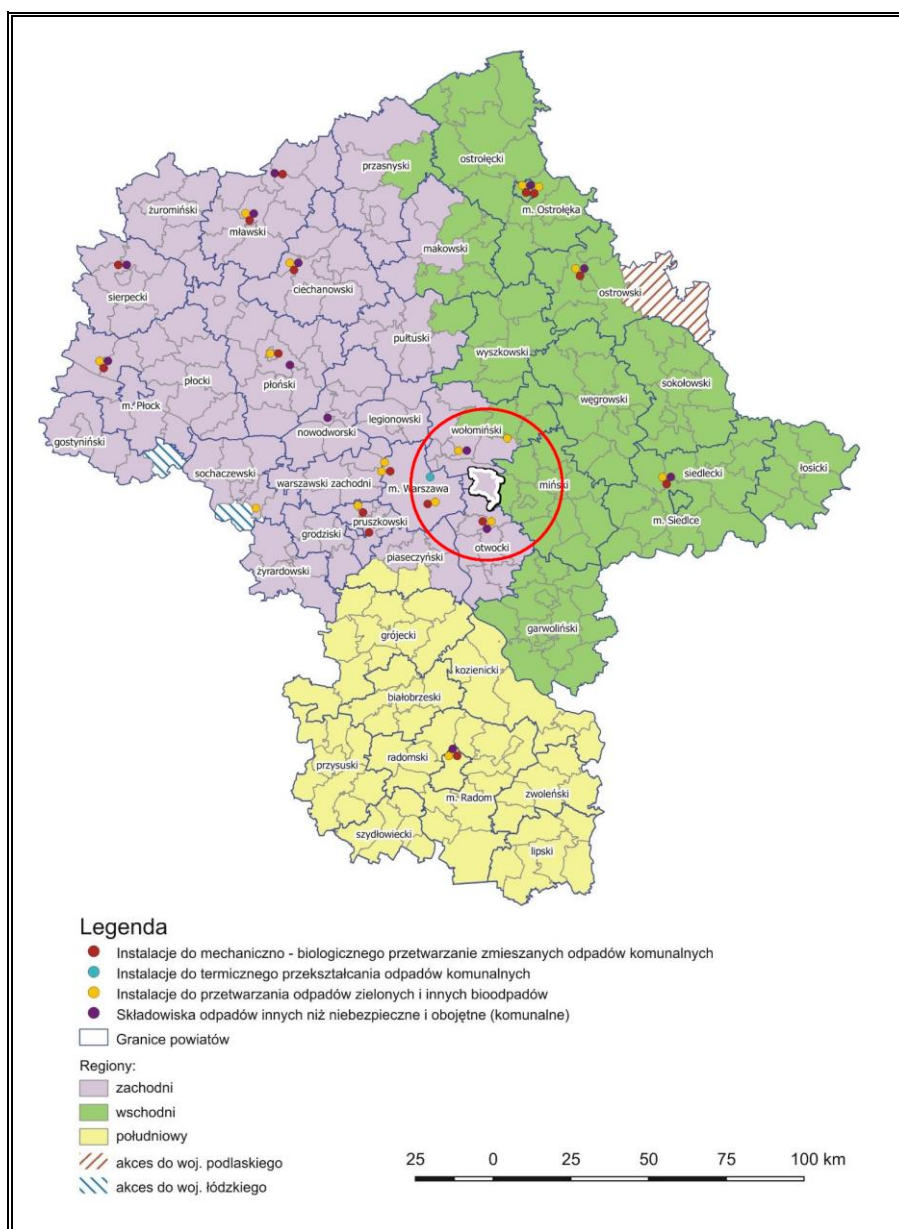 ostrołęcki
przasnyski
m. Ostrołęka
żuromiński
mławski
makowski
ciechanowski
sierpecki
ostrowski
pułtuski
wyszkowski
sokołowski
płoński
płocki
węgrowski
m. Płock
legionowski
nowodworski
wołomiński
gostyniński
sochaczewski
siedlecki
łosicki
warszawski zachodni
m. Warszawa
miński
m. Siedlce
pruszkowski
grodziski
otwocki
piaseczyński
żyrardowski
garwoliński
grójecki
kozienicki
białobrzeski
radomski
przysuski
zwoleński
m. Radom
szydłowiecki
lipski
Legenda
Instalacje do mechaniczno - biologicznego przetwarzanie zmieszanych odpadów komunalnych
Instalacje do termicznego przekształcania odpadów komunalnych
Instalacje do przetwarzania odpadów zielonych i innych bioodpadów
Składowiska odpadów innych niż niebezpieczne i obojętne (komunalne)
Granice powiatów
Regiony:
zachodni
wschodni
południowy
akces do woj. podlaskiego
akces do woj. łódzkiego
25 0 25 50 75 100 km